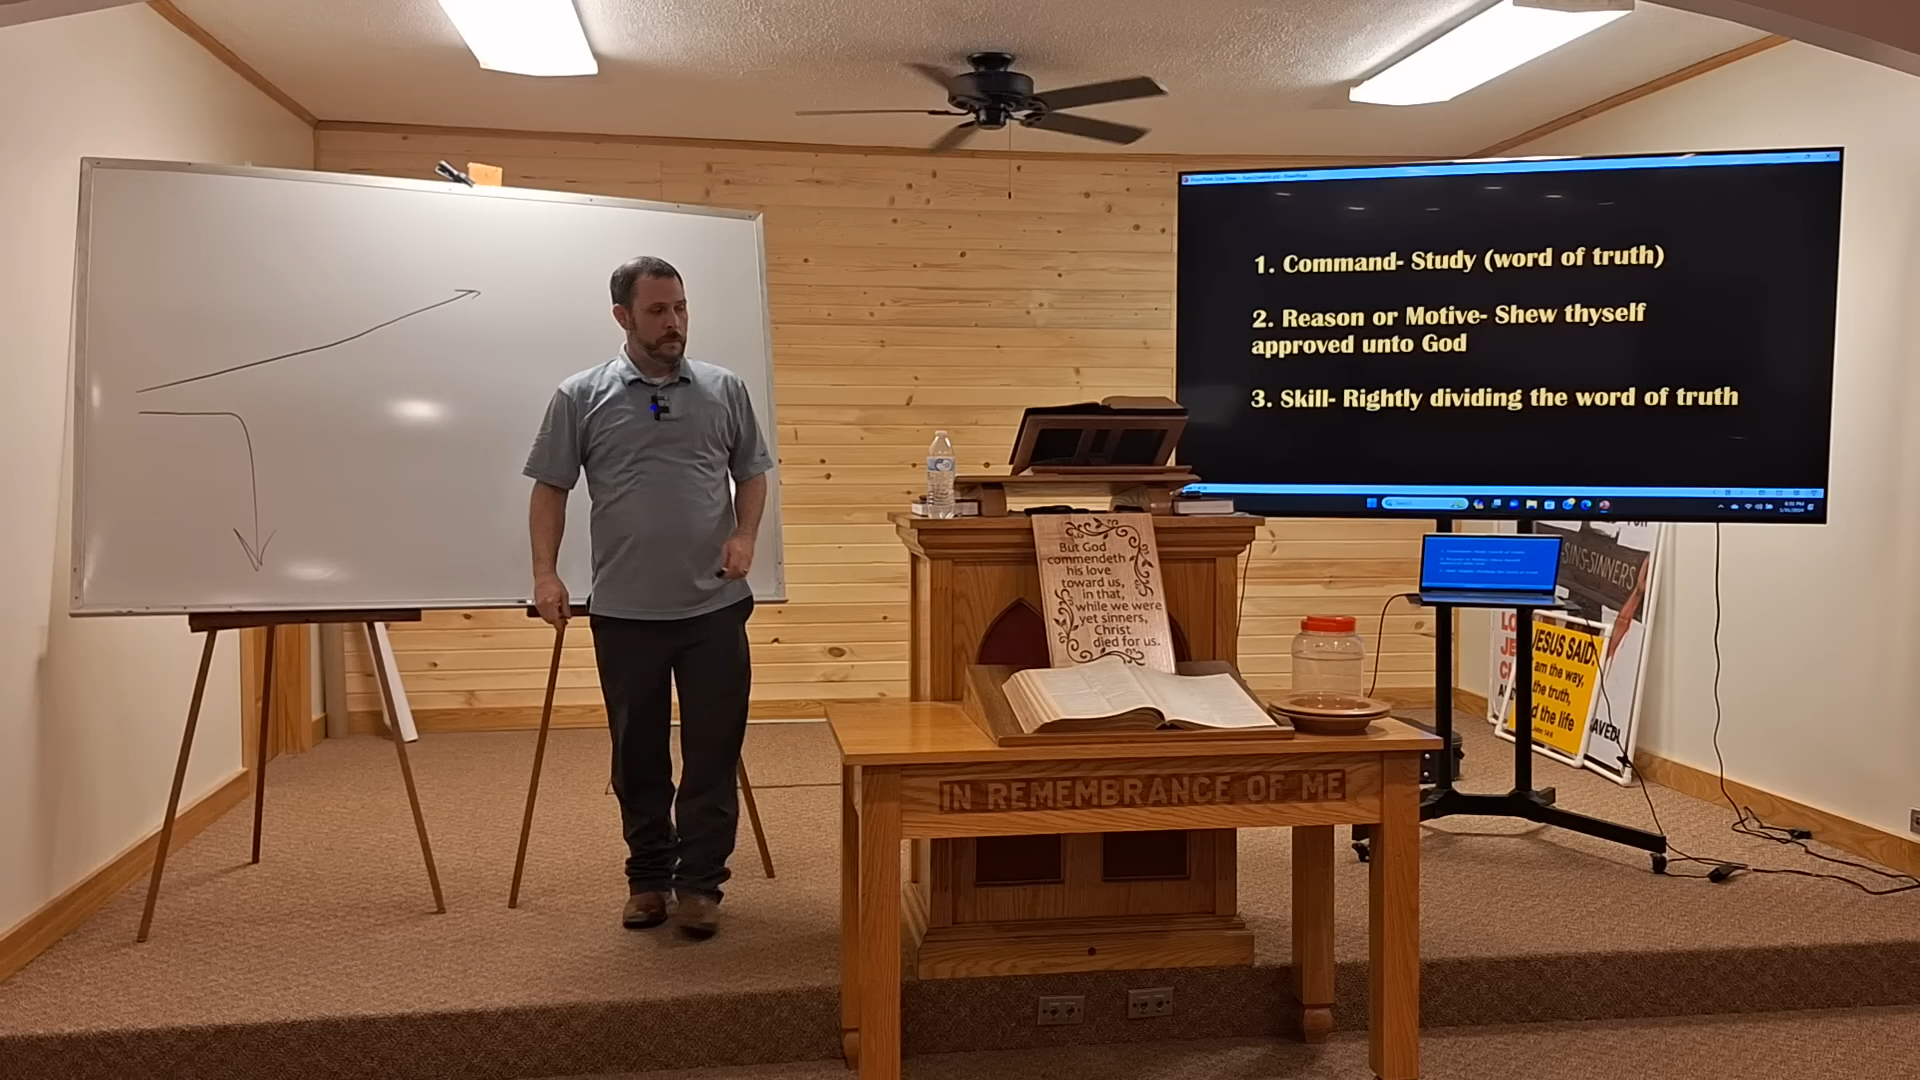 1. Command- Study (word of truth)
2. Reason or Motive- Shew thyself
approved unto God
3. Skill- Rightly dividing the word of truth
But God
commendeth
his love
toward us,
in that,
while we were
yet sinners,
Christ
died for us.
IN REMEMBRANCE OF ME
SINS-SINNERS
JESUS SAID:
am the way,
the truth,
d the life
AVED!